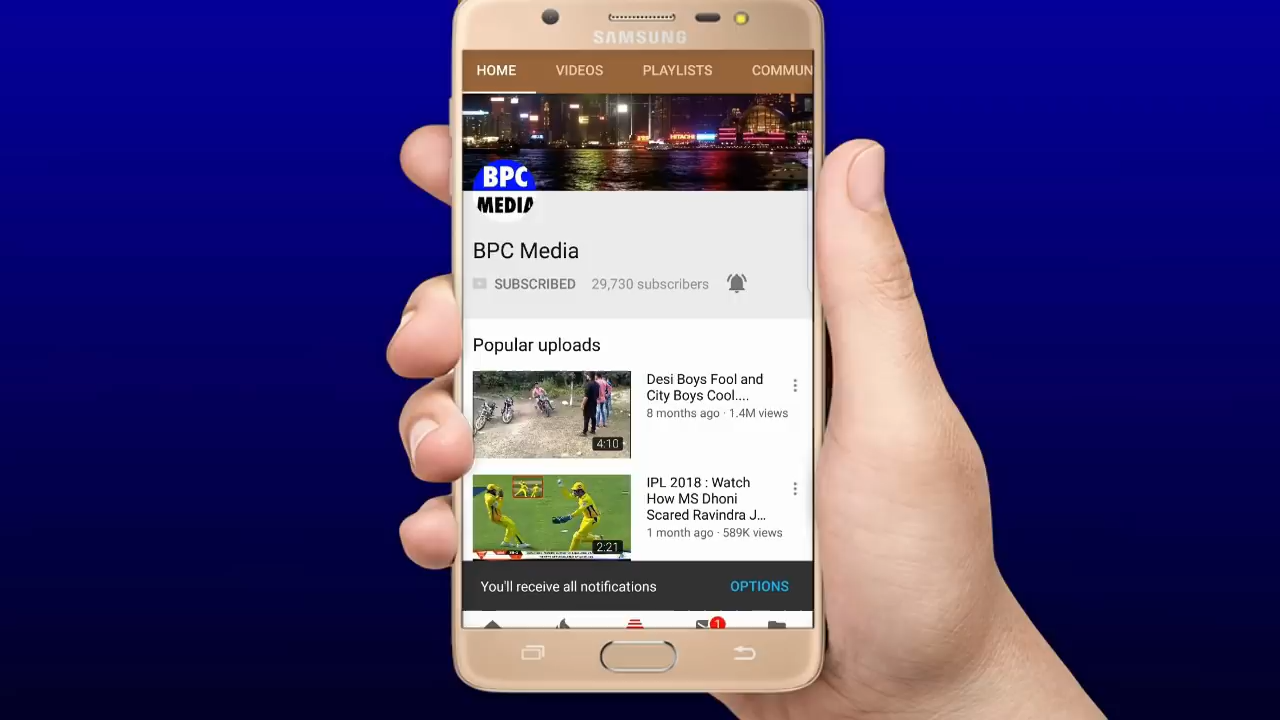 SAMSUNG
HOME VIDEOS PLAYLISTS COMMUN
HITACHI
BPC
MEDIA
BPC Media
SUBSCRIBED 29,730 subscribers
Popular uploads
Desi Boys Fool and
City Boys Cool....
8 months ago · 1.4M views
4:10
IPL 2018 : Watch
How MS Dhoni
Scared Ravindra J...
1 month ago · 589K views
2:21
You'll receive all notifications OPTIONS
1